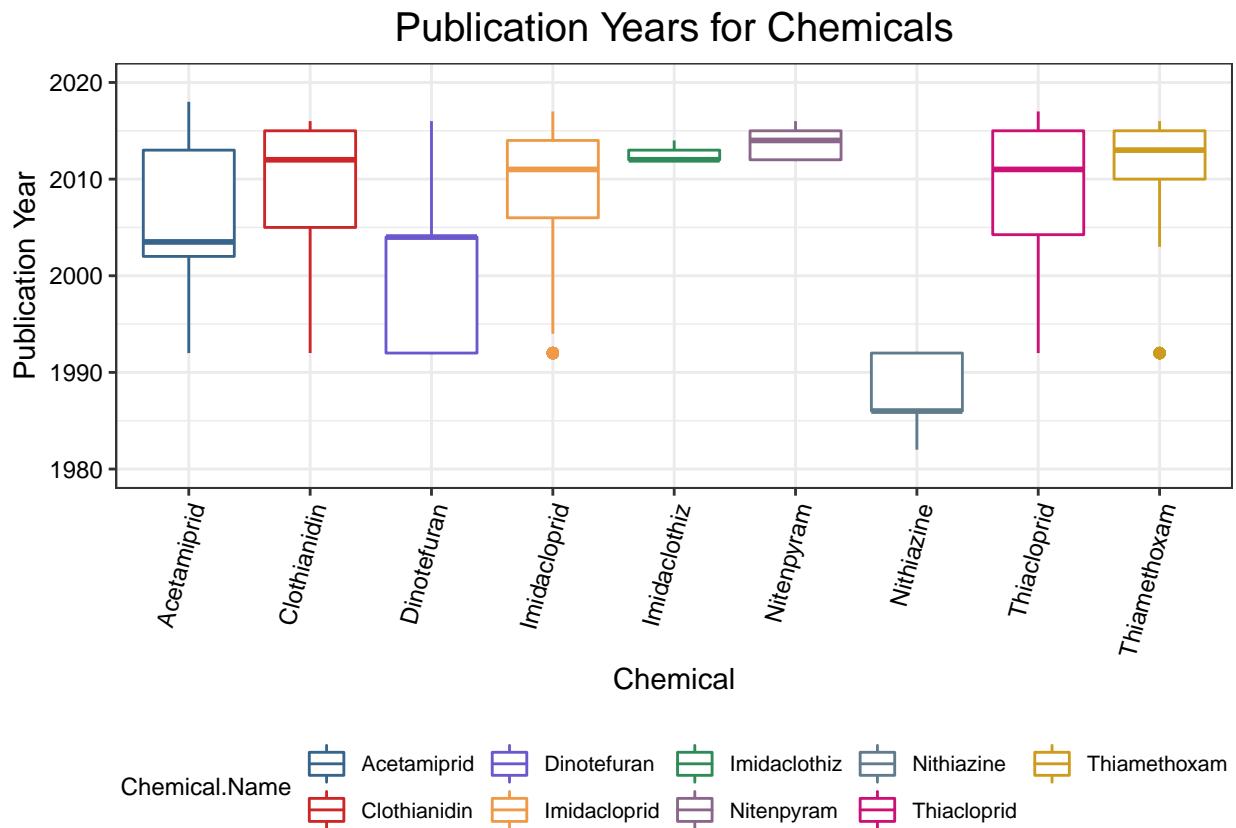 Publication Years for Chemicals
2020
2010
2000
1990
1980
Publication Year
Acetamiprid
Clothianidin
Dinotefuran
Imidacloprid
Imidaclothiz
Nitenpyram
Nithiazine
Thiacloprid
Thiamethoxam
Chemical
Chemical.Name
Acetamiprid
Clothianidin
Dinotefuran
Imidacloprid
Imidaclothiz
Nitenpyram
Nithiazine
Thiacloprid
Thiamethoxam